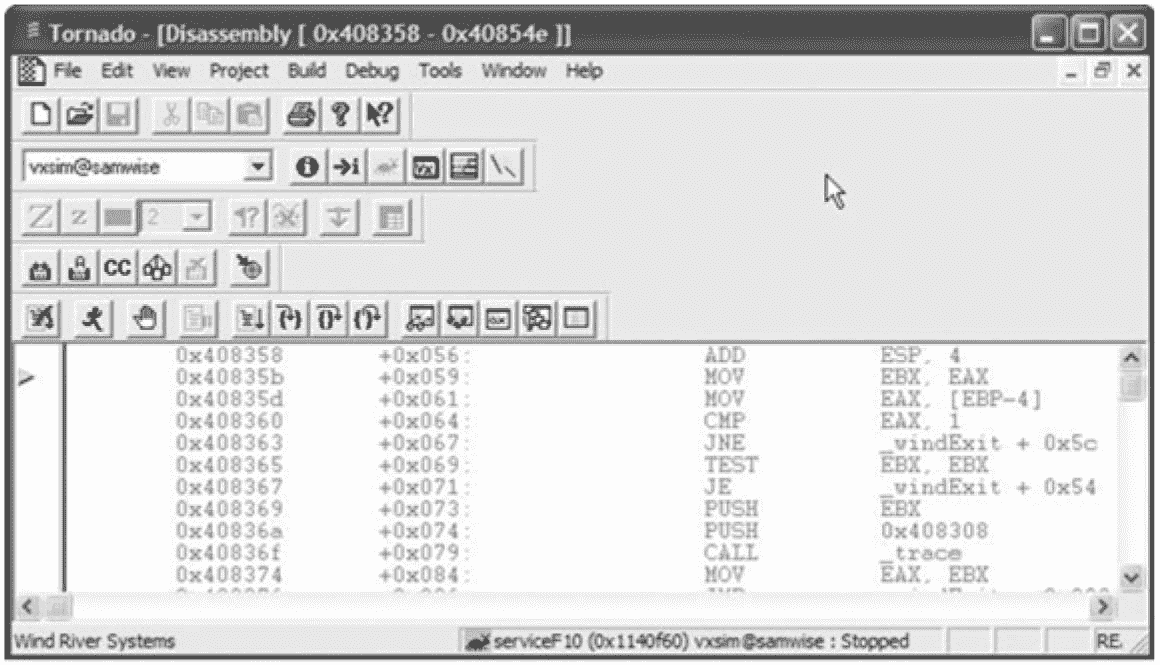 Tornado - [Disassembly [ 0x408358 - 0x40854e ]]
File Edit View Project Build Debug Tools Window Help
vxsim@samwise
Z z 2
CC
0x408358 +0x056: ADD ESP, 4
0x40835b +0x059: MOV EBX, EAX
0x40835d +0x061: MOV EAX, [EBP-4]
0x408360 +0x064: CMP EAX, 1
0x408363 +0x067: JNE _windExit + 0x5c
0x408365 +0x069: TEST EBX, EBX
0x408367 +0x071: JE _windExit + 0x54
0x408369 +0x073: PUSH EBX
0x40836a +0x074: PUSH 0x408308
0x40836f +0x079: CALL _trace
0x408374 +0x084: MOV EAX, EBX
Wind River Systems serviceF10 (0x1140f60) vxsim@samwise : Stopped RE